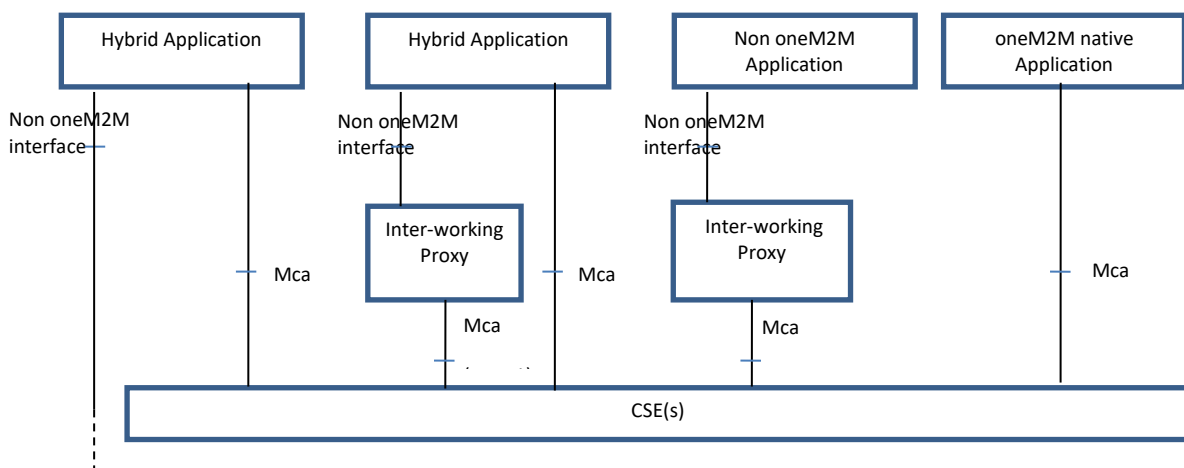 Hybrid Application
Hybrid Application
Non oneM2M
Application
oneM2M native
Application
Non oneM2M
interface
Non oneM2M
interface
Non oneM2M
interface
Inter-working
Proxy
Inter-working
Proxy
Mca
Mca
Mca
Mca
Mca
CSE(s)